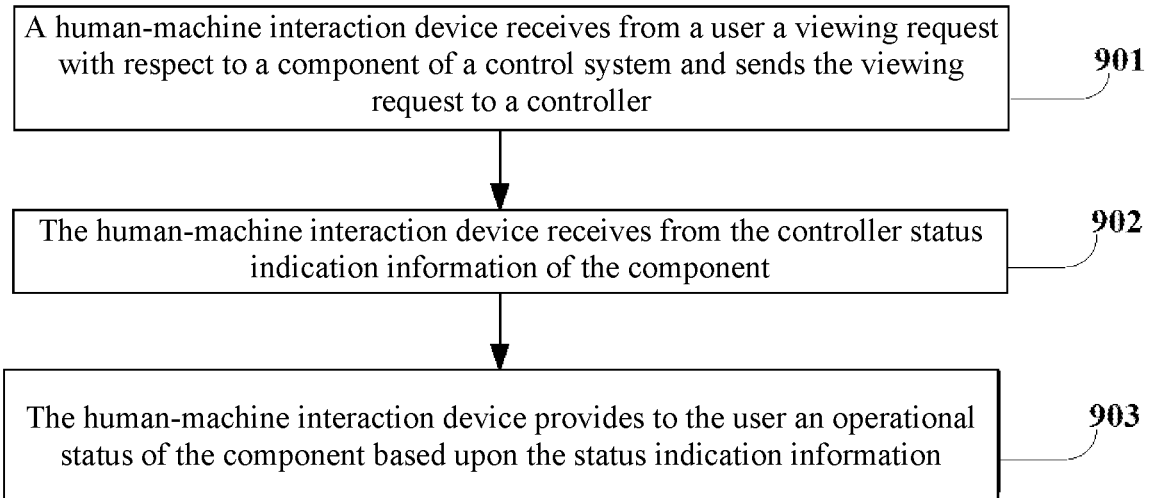 A human-machine interaction device receives from a user a viewing request
with respect to a component of a control system and sends the viewing
request to a controller
901
The human-machine interaction device receives from the controller status
indication information of the component
902
The human-machine interaction device provides to the user an operational
status of the component based upon the status indication information
903